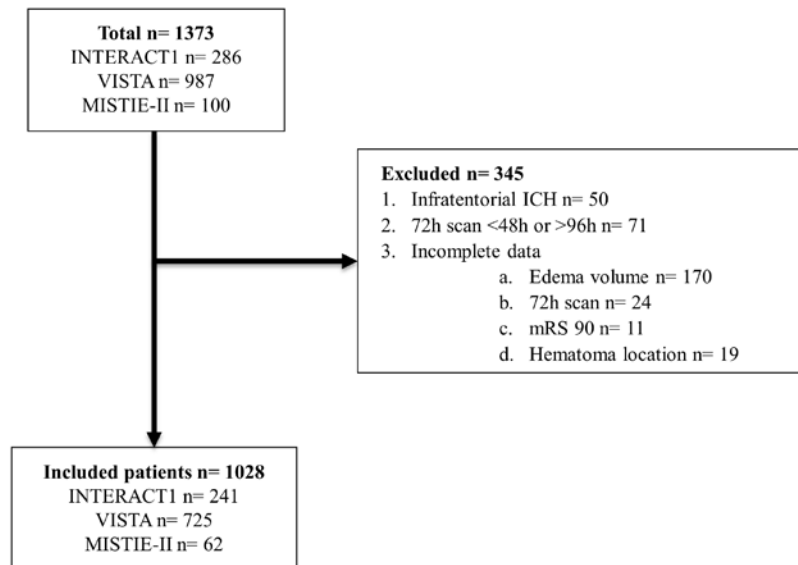 Total n= 1373
INTERACT1 n= 286
VISTA n= 987
MISTIE-II n= 100
Excluded n= 345
1. Infratentorial ICH n= 50
2. 72h scan <48h or >96h n= 71
3. Incomplete data
a. Edema volume n= 170
b. 72h scan n= 24
c. mRS 90 n= 11
d. Hematoma location n= 19
Included patients n= 1028
INTERACT1 n= 241
VISTA n= 725
MISTIE-II n= 62